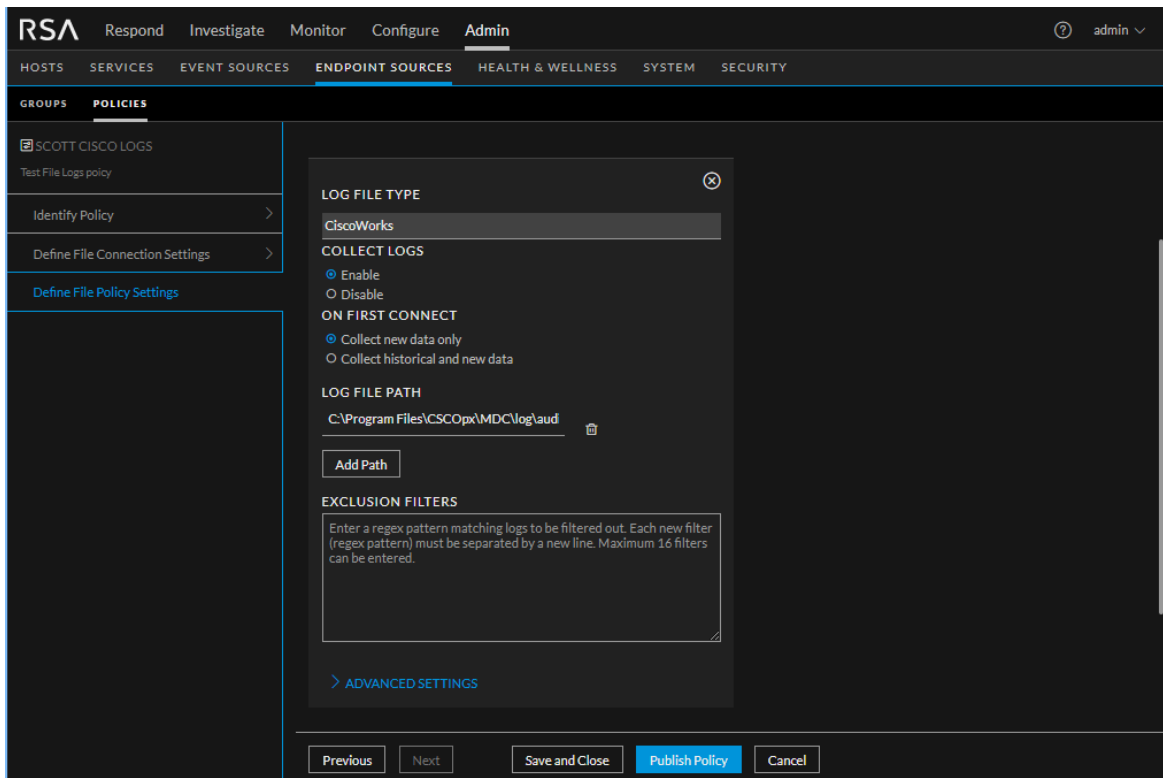 RSA Respond Investigate Monitor Configure Admin admin
HOSTS SERVICES EVENT SOURCES ENDPOINT SOURCES HEALTH & WELLNESS SYSTEM SECURITY
GROUPS POLICIES
SCOTT CISCO LOGS
Test File Logs poicy
Identify Policy
Define File Connection Settings
Define File Policy Settings
LOG FILE TYPE
CiscoWorks
COLLECT LOGS
Enable
Disable
ON FIRST CONNECT
Collect new data only
Collect historical and new data
LOG FILE PATH
C:\Program Files\CSCOpx\MDC\log\aud
Add Path
EXCLUSION FILTERS
Enter a regex pattern matching logs to be filtered out. Each new filter
(regex pattern) must be separated by a new line. Maximum 16 filters
can be entered.
ADVANCED SETTINGS
Previous Next Save and Close Publish Policy Cancel